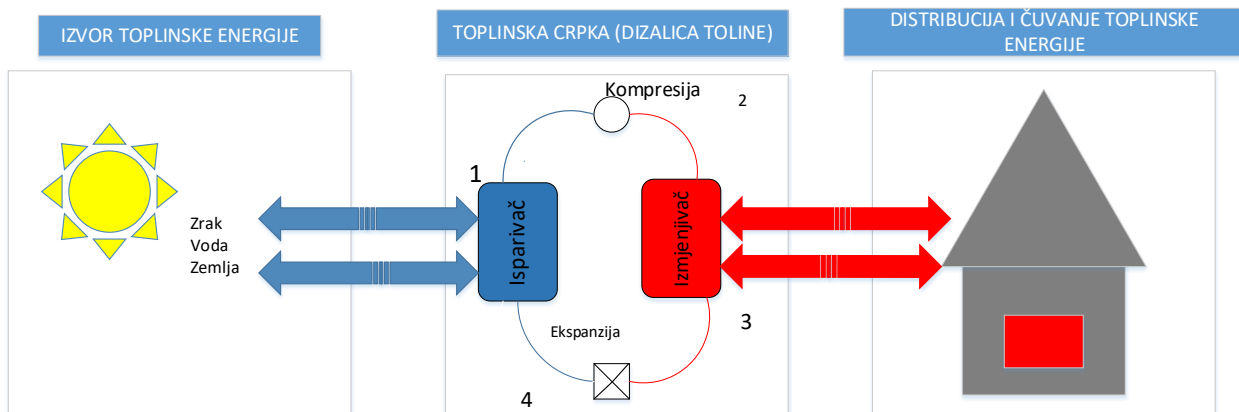 IZVOR TOPLINSKE ENERGIJE
TOPLINSKA CRPKA (DIZALICA TOLINE)
DISTRIBUCIJA I ČUVANJE TOPLINSKE
ENERGIJE
Zrak
Voda
Zemlja
Kompresija
2
1
Isparivač
Izmjenjivač
3
Ekspanzija
4